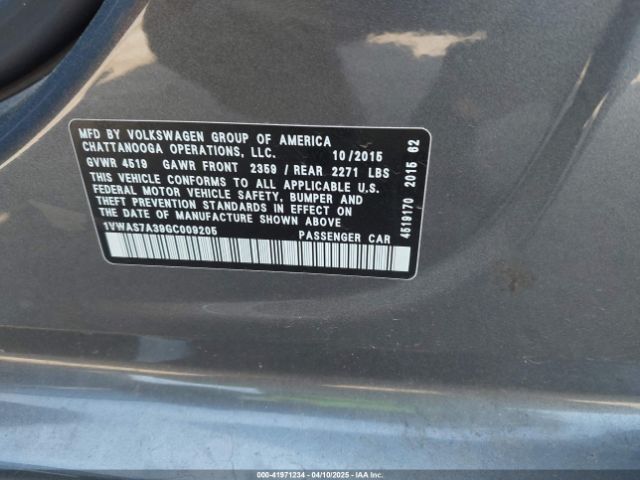 MFD BY VOLKSWAGEN GROUP OF AMERICA
CHATTANOOGA OPERATIONS, LLC. 10/2015
GVWR 4519 GAWR FRONT 2359 / REAR 2271 LBS
THIS VEHICLE CONFORMS TO ALL APPLICABLE U.S.
FEDERAL MOTOR VEHICLE SAFETY, BUMPER AND
THEFT PREVENTION STANDARDS IN EFFECT ON
THE DATE OF MANUFACTURE SHOWN ABOVE
1VWAS7A39GC009205 PASSENGER CAR
4519170 2015 62
000-41971234 - 04/10/2025 - IAAI.COM